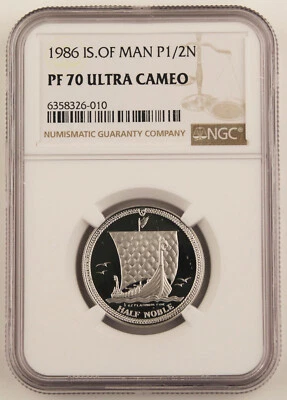 1986 IS.OF MAN P1/2N
PF 70 ULTRA CAMEO
6358326-010
NUMISMATIC GUARANTY COMPANY
NGC
HALF NOBLE